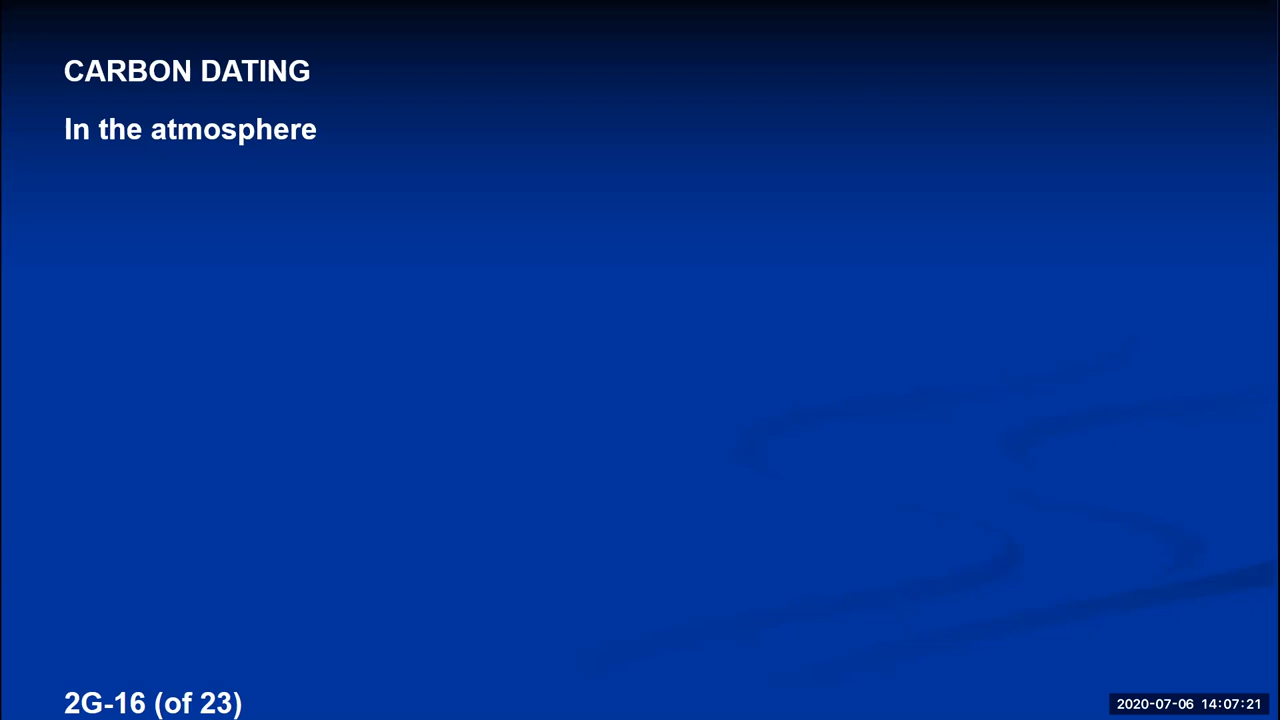 CARBON DATING
In the atmosphere
2G-16 (of 23)
2020-07-06 14:07:21